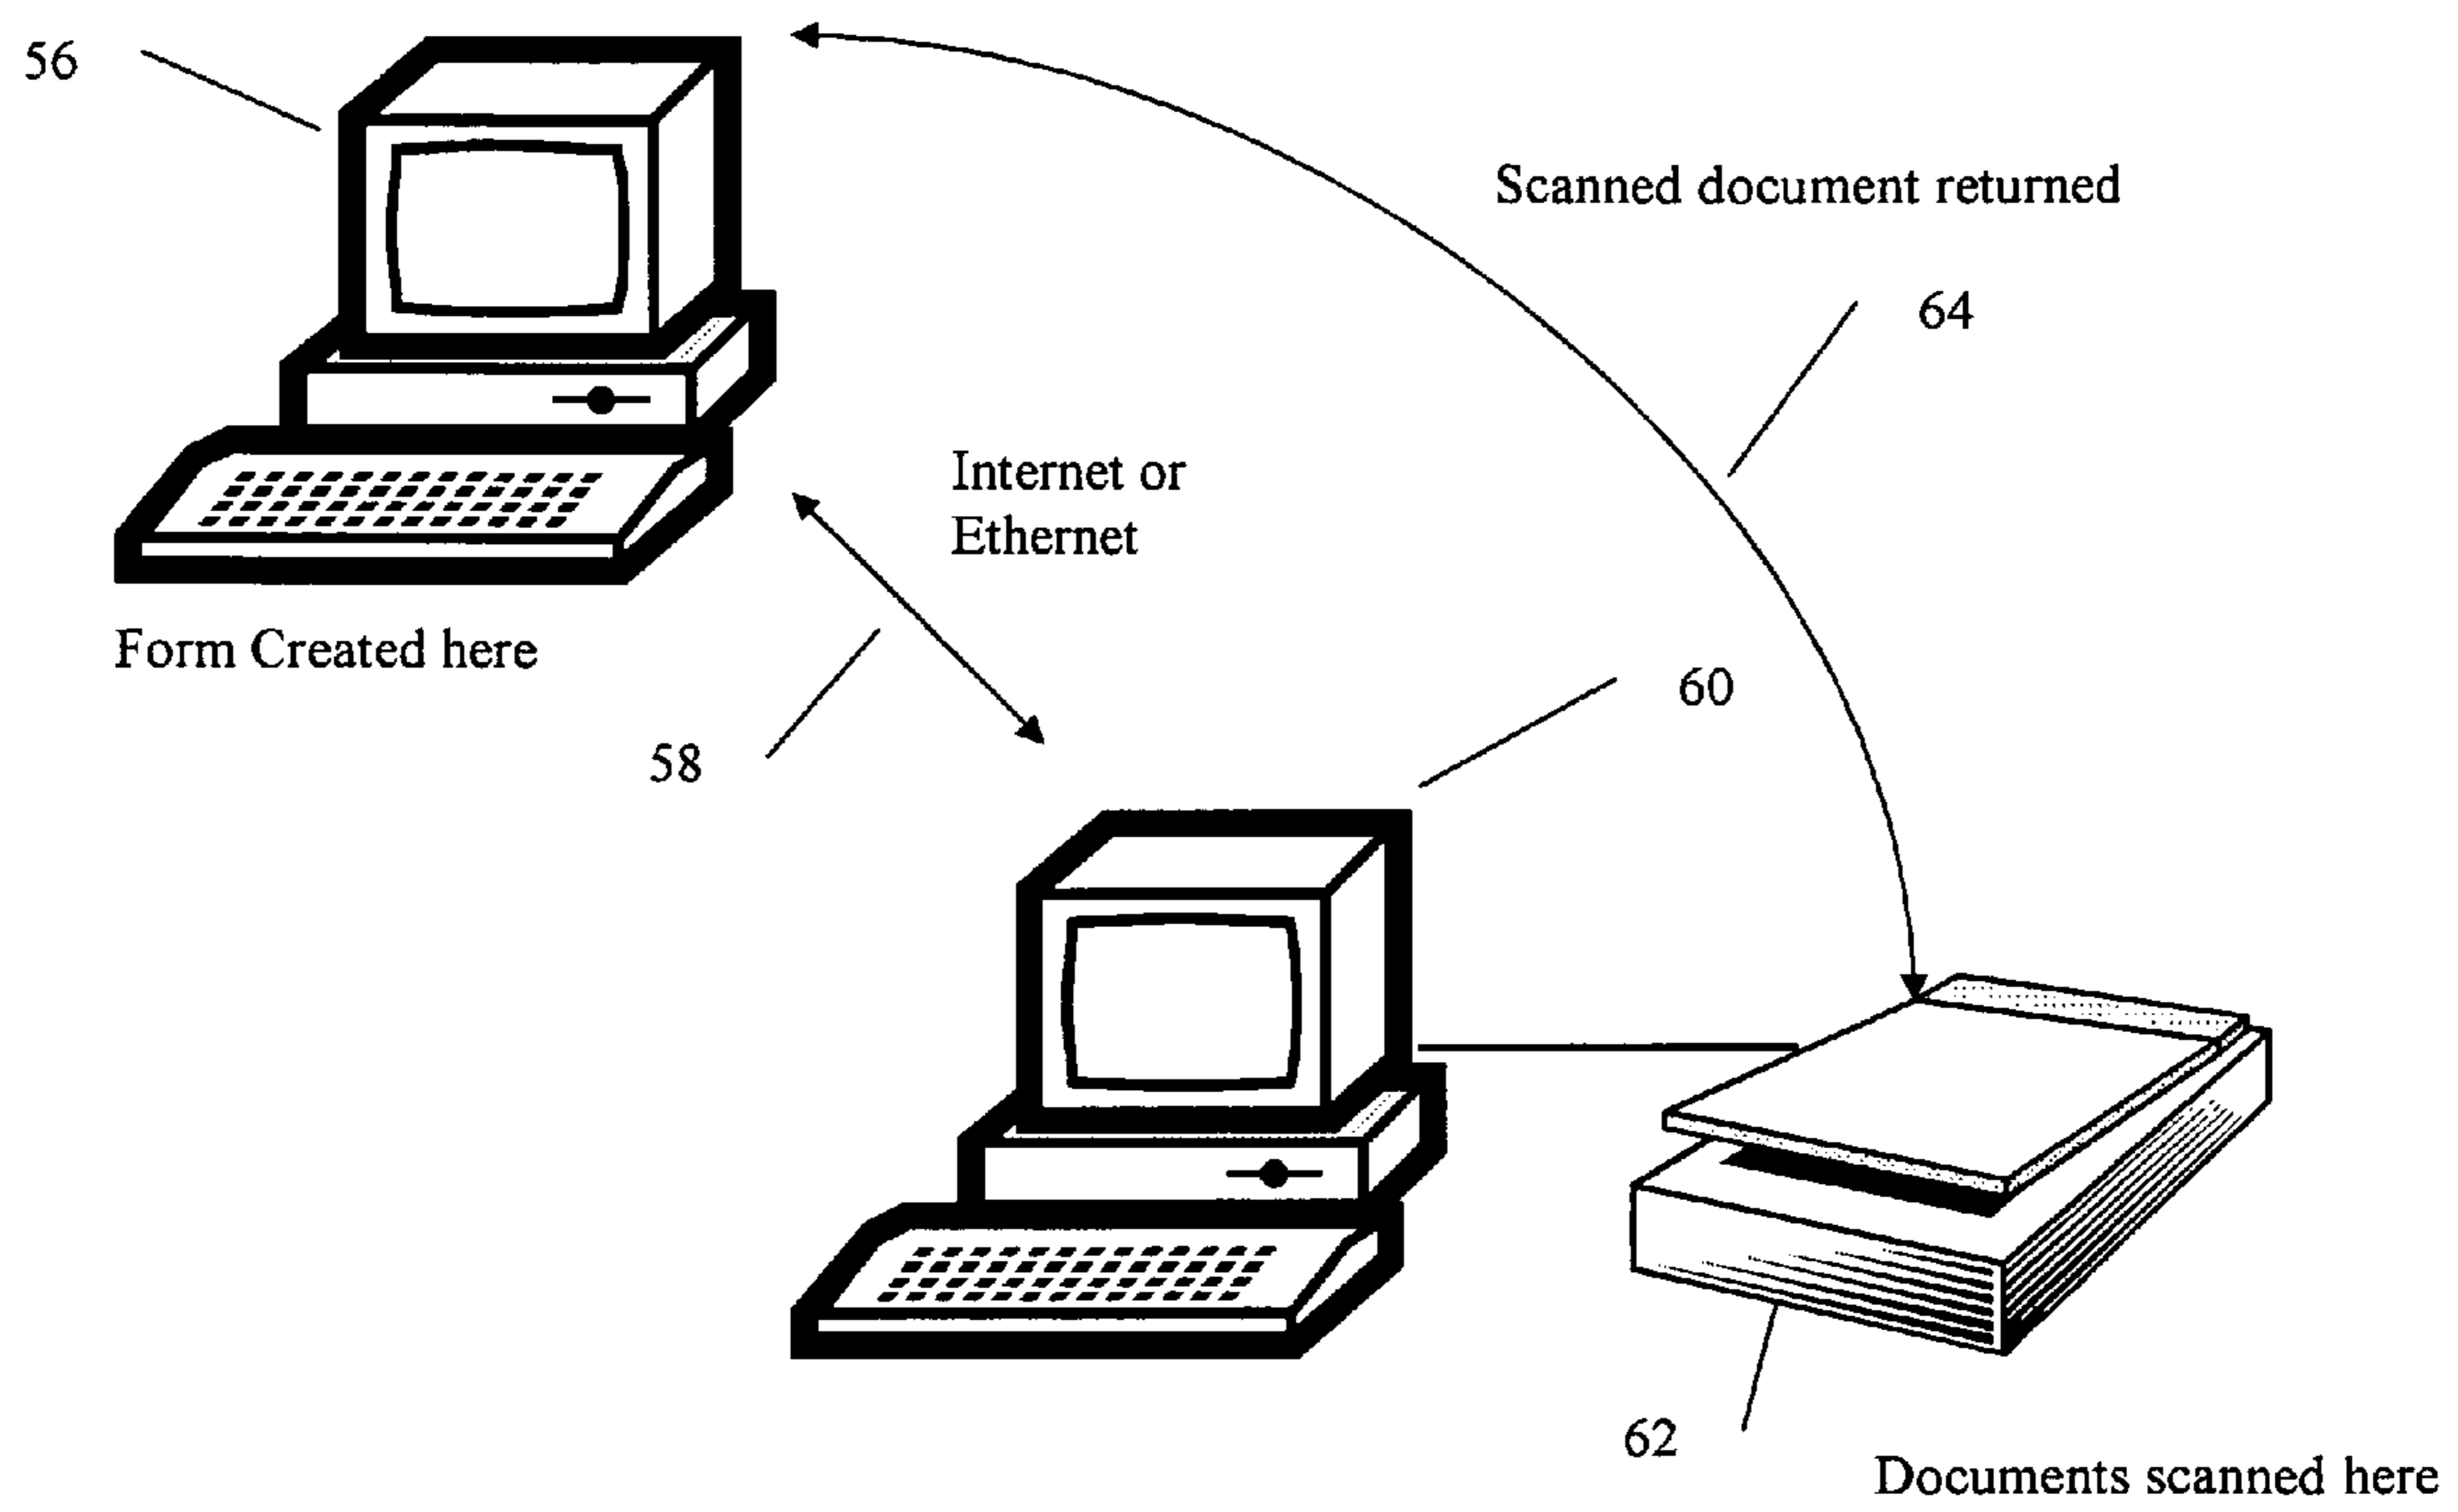 56
Scanned document returned
64
Internet or
Ethernet
Form Created here
60
58
62
Documents scanned here